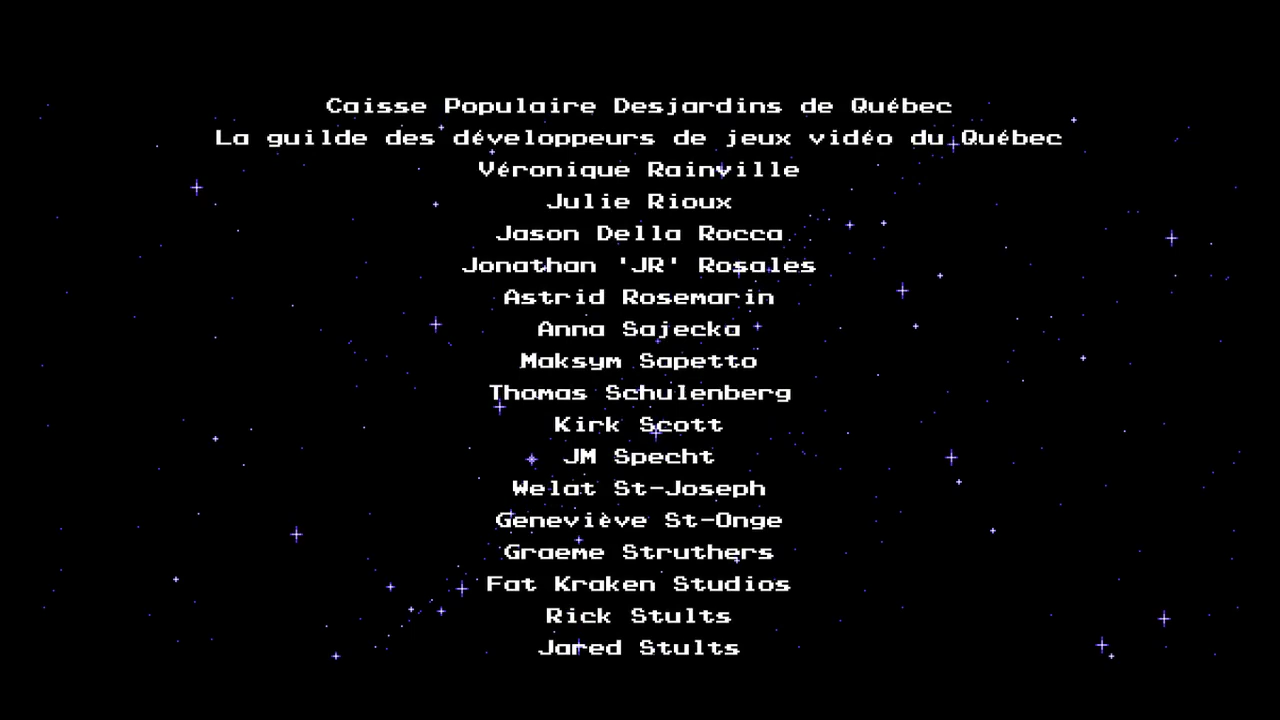 Caisse Populaire Desjardins de Québec
La guilde des développeurs de jeux vidéo du Québec
Véronique Rainville
Julie Rioux
Jason Della Rocca
Jonathan 'JR' Rosales
Astrid Rosemarin
Anna Sajecka
Maksym Sapetto
Thomas Schulenberg
Kirk Scott
JM Specht
Welat St-Joseph
Geneviève St-Onge
Graeme Struthers
Fat Kraken Studios
Rick Stults
Jared Stults